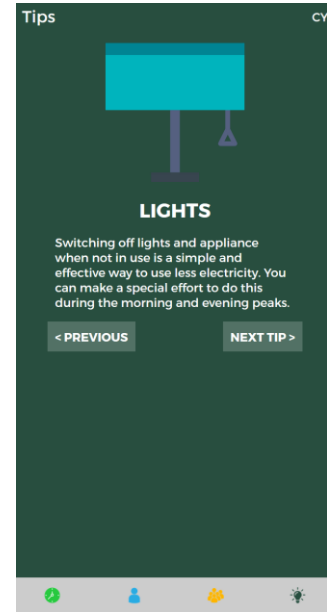 Tips
CY
LIGHTS
Switching off lights and appliance
when not in use is a simple and
effective way to use less electricity. You
can make a special effort to do this
during the morning and evening peaks.
< PREVIOUS
NEXT TIP >